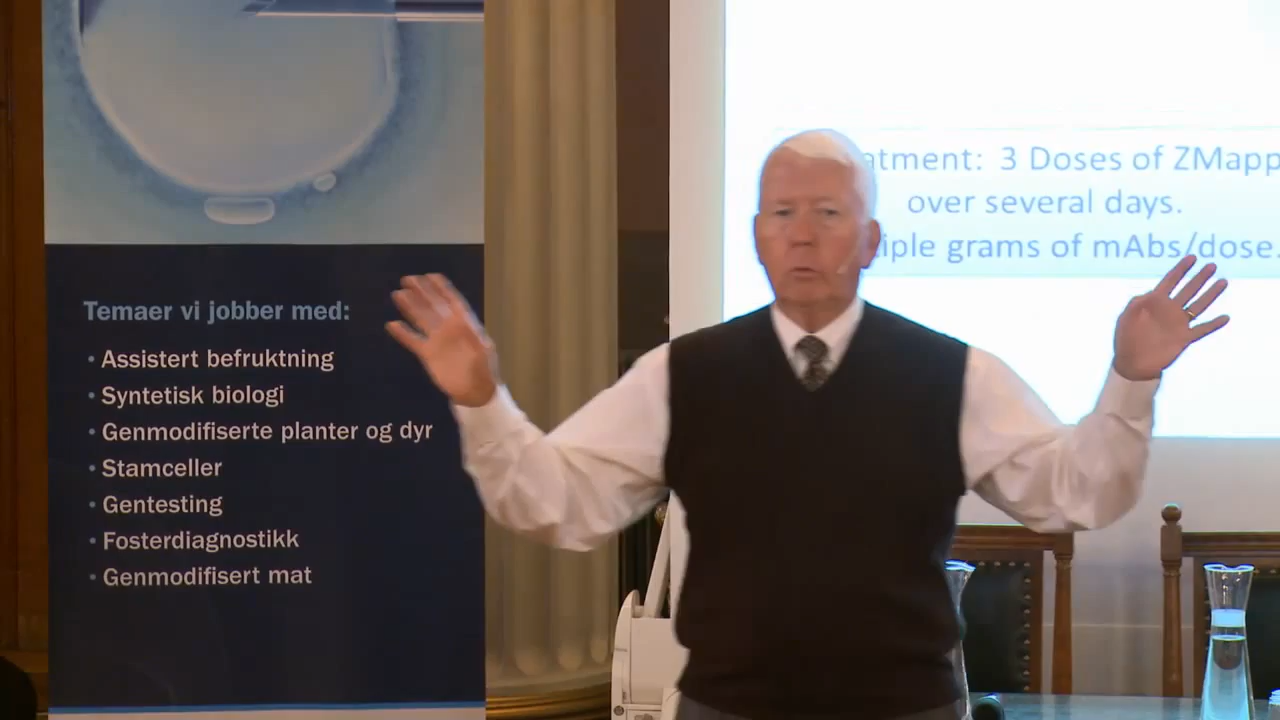 Temaer vi jobber med:
• Assistert befruktning
• Syntetisk biologi
• Genmodifiserte planter og dyr
• Stamceller
• Gentesting
• Fosterdiagnostikk
• Genmodifisert mat
3 Doses of ZMapp
over several days.
grams of mAbs/dose.